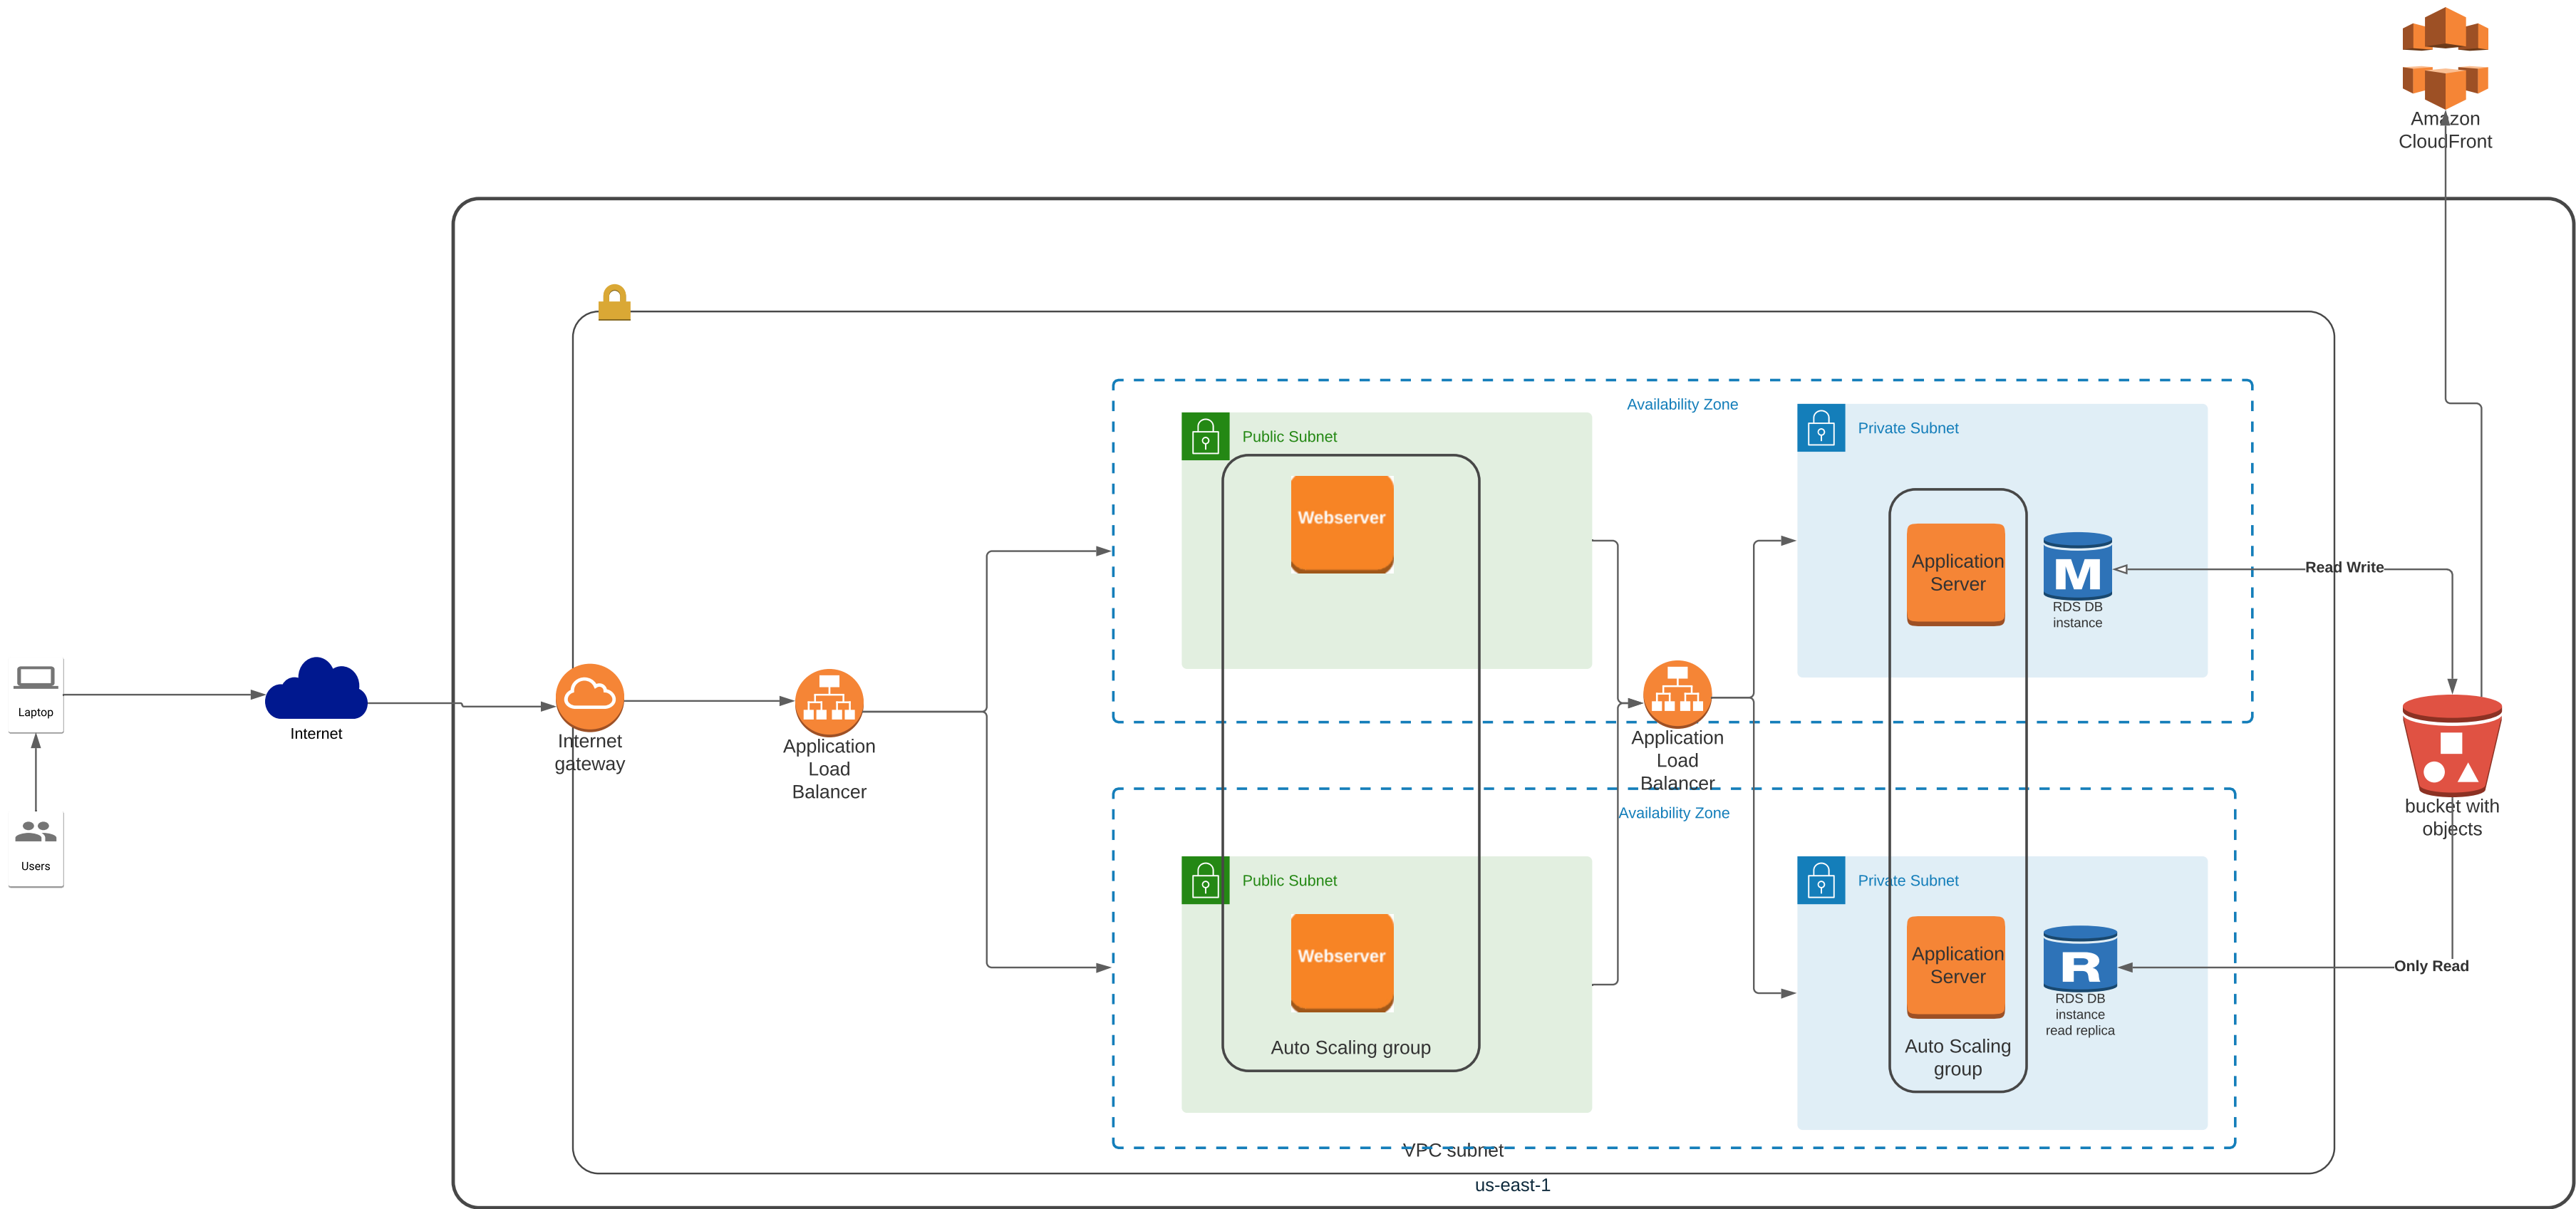 Amazon
CloudFront
Availability Zone
Public Subnet
Private Subnet
Webserver
Application
Server
M
RDS DB
instance
Read Write
Laptop
Internet
Internet
gateway
Application
Load
Balancer
Application
Load
Balancer
bucket with
objects
Users
Availability Zone
Public Subnet
Private Subnet
Webserver
Application
Server
R
RDS DB
instance
read replica
Only Read
Auto Scaling group
Auto Scaling
group
VPC subnet
us-east-1